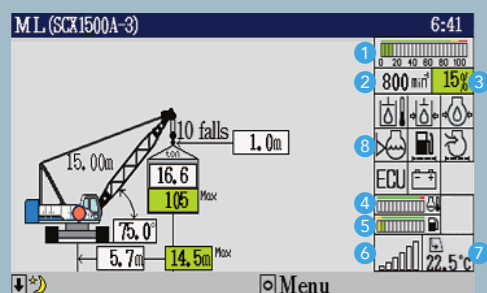 ML(SCX1500A-3) 6:41
1
0 20 40 60 80 100
2 800 min⁻¹ 15% 3
10 falls
1.0m
15.00m
ton
16.6
105 Max
8
ECU
75.0°
4
5
5.7m 14.5m Max
6 22.5°C 7
Menu